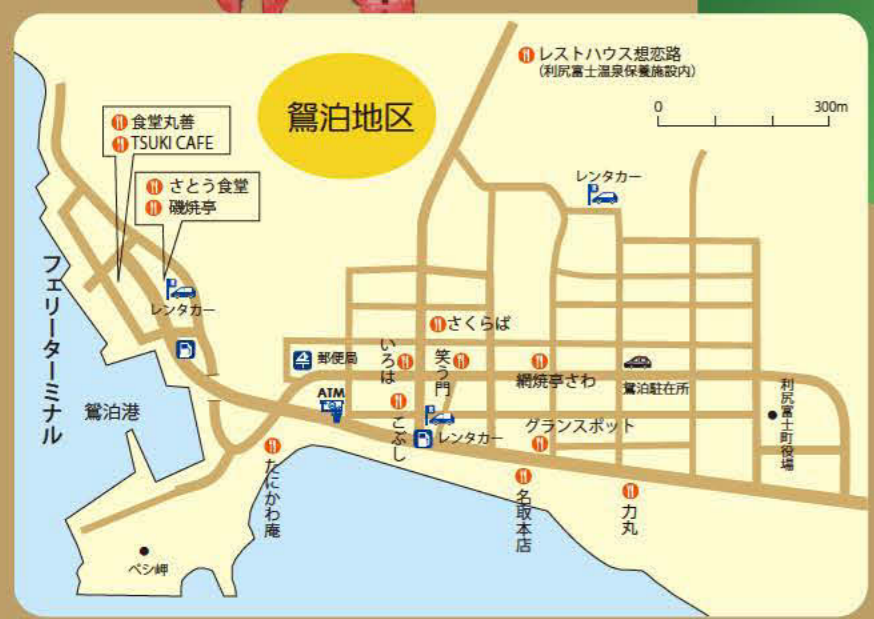 レストハウス想恋路
(利尻富士温泉保養施設内)
0 300m
鴛泊地区
食堂丸善
TSUKI CAFE
さとう食堂
磯焼亭
レンタカー
レンタカー
フェリーターミナル
鴛泊港
さくらば
郵便局
いろは
笑う門
網焼亭さわ
鴛泊駐在所
利尻富士町役場
ATM
こぶし
レンタカー
グランスポット
たにかわ庵
名取本店
力丸
ペシ岬